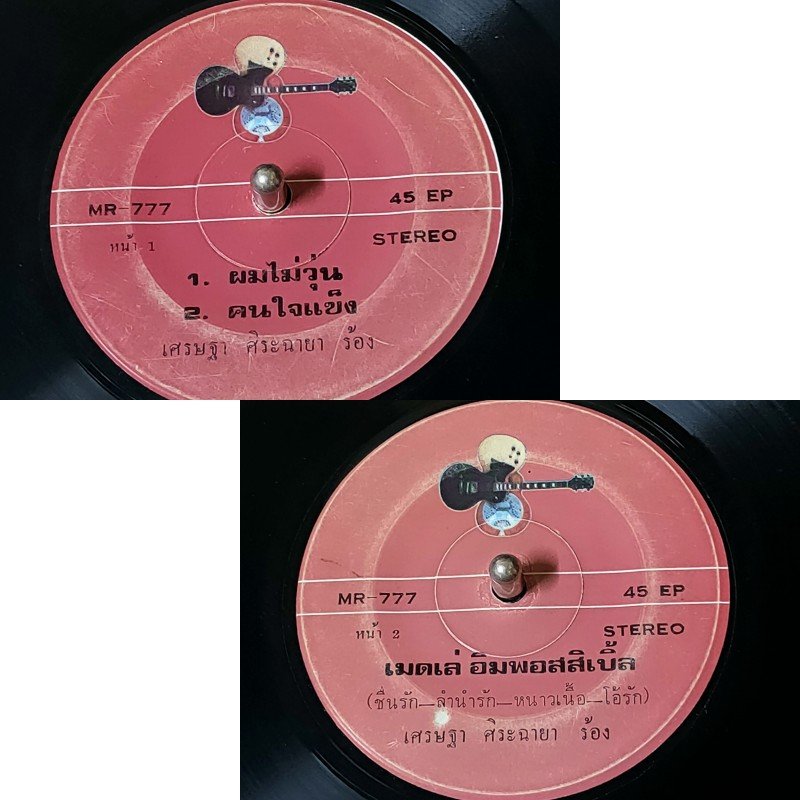 MR-777 45 EP
หน้า 1 STEREO
1. ผมไม่วุ่น
2. คนใจแข็ง
เศรษฐา ศิระฉายา ร้อง
MR-777 45 EP
หน้า 2 STEREO
เมดเล่ อิมพอสสิเบิ้ล
(ชื่นรัก—ลำนำรัก—หนาวเนื้อ—โอ้รัก)
เศรษฐา ศิระฉายา ร้อง